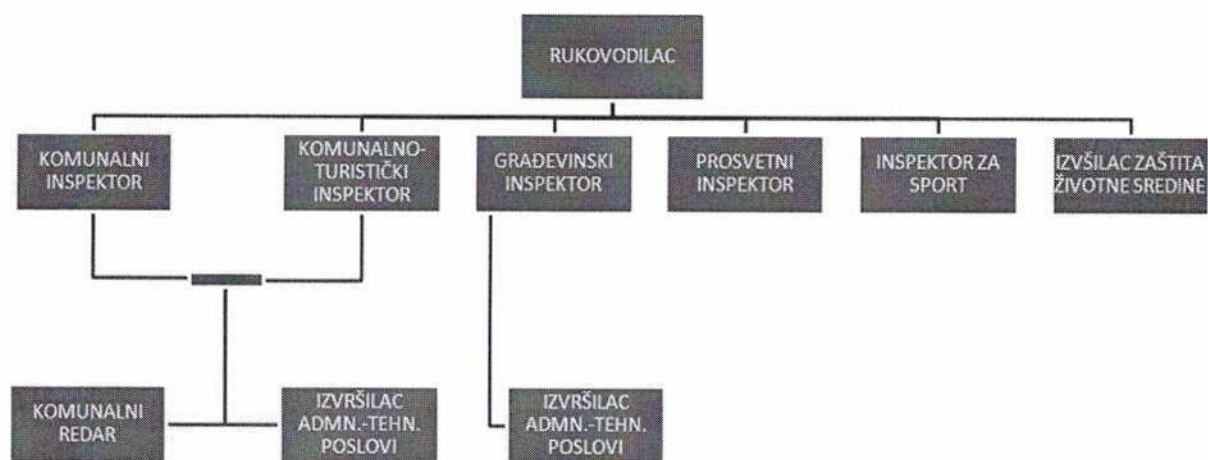 RUKOVODILAC
KOMUNALNI
INSPEKTOR
KOMUNALNO-
TURISTIČKI
INSPEKTOR
GRAĐEVINSKI
INSPEKTOR
PROSVETNI
INSPEKTOR
INSPEKTOR ZA
SPORT
IZVŠILAC ZAŠTITA
ŽIVOTNE SREDINE
KOMUNALNI
REDAR
IZVRŠILAC
ADMN.-TEHN.
POSLOVI
IZVRŠILAC
ADMN.-TEHN.
POSLOVI